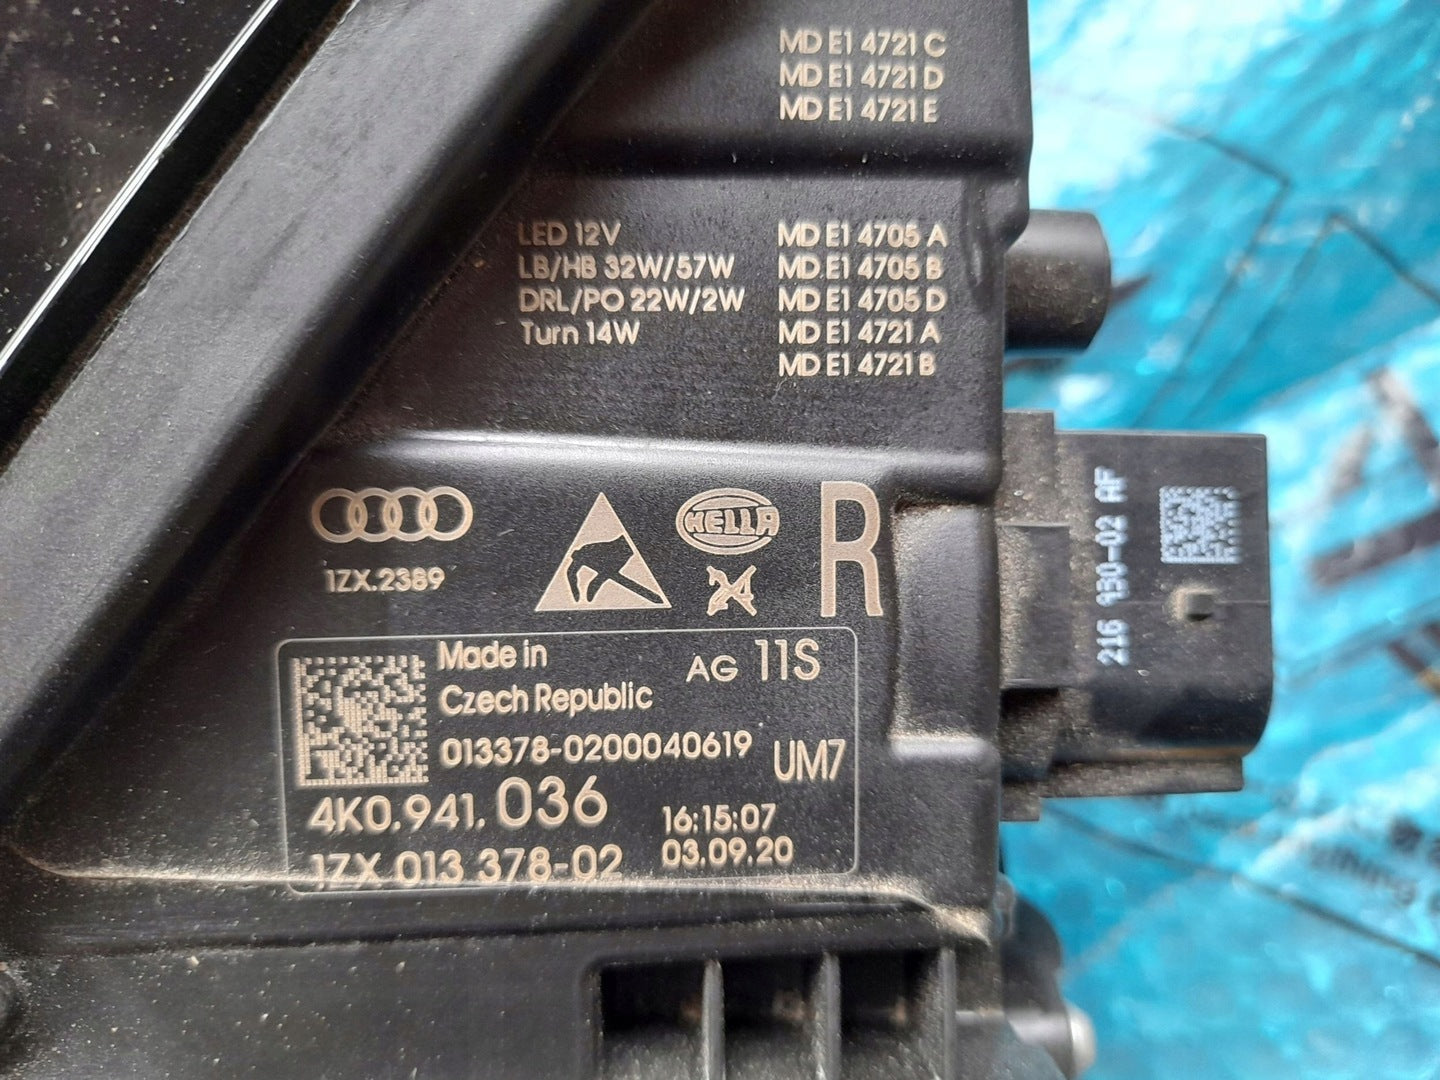 MD E1 4721 C
MD E1 4721 D
MD E1 4721 E
LED 12V
LB/HB 32W/57W
DRL/PO 22W/2W
Turn 14W
MD E1 4705 A
MD E1 4705 B
MD E1 4705 D
MD E1 4721 A
MD E1 4721 B
1ZX.2389
HELLA
24
R
Made in
Czech Republic
AG 11S
013378-0200040619
UM7
4K0.941.036
16:15:07
1ZX 013 378-02
03.09.20
216 930-02 AF